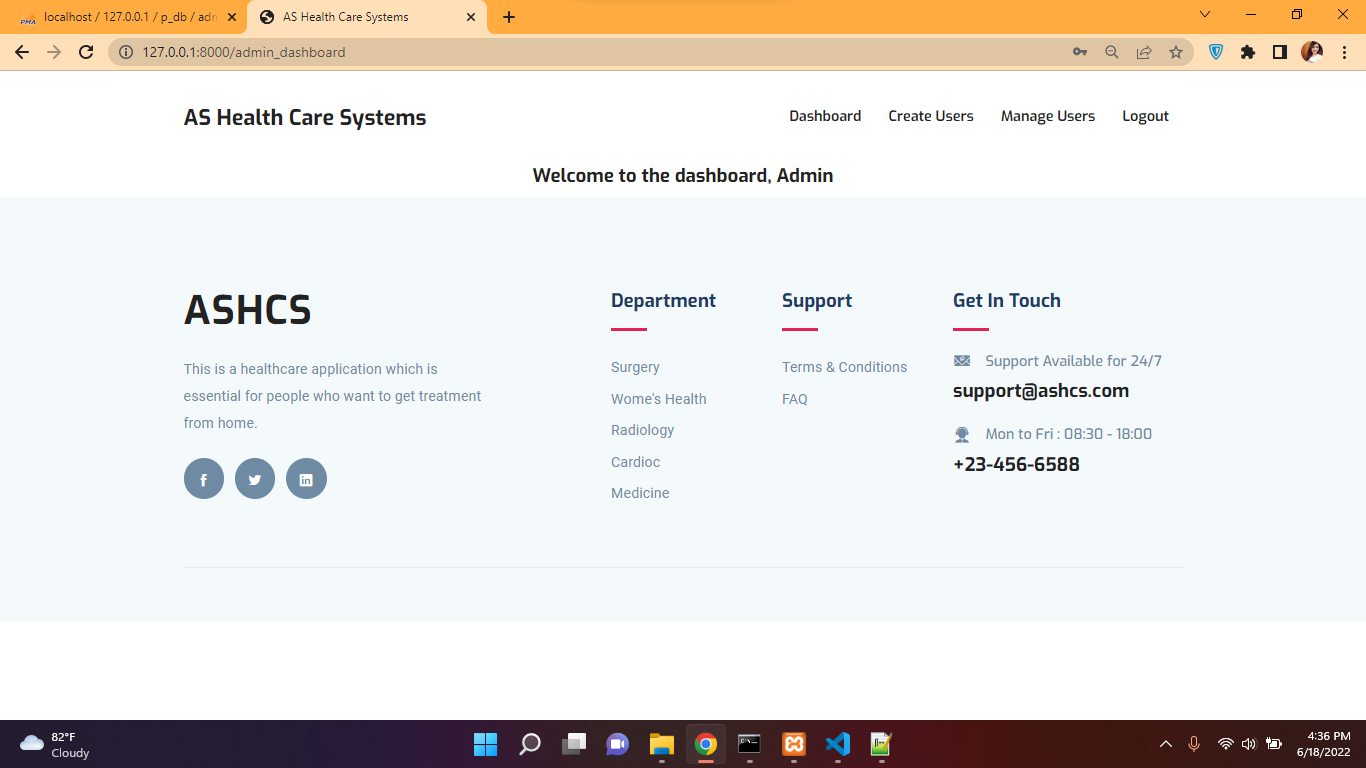 PMA localhost / 127.0.0.1 / p_db / adn
AS Health Care Systems
127.0.0.1:8000/admin_dashboard
AS Health Care Systems
Dashboard Create Users Manage Users Logout
Welcome to the dashboard, Admin
ASHCS
This is a healthcare application which is
essential for people who want to get treatment
from home.
Department
Surgery
Wome's Health
Radiology
Cardioc
Medicine
Support
Terms & Conditions
FAQ
Get In Touch
Support Available for 24/7
support@ashcs.com
Mon to Fri : 08:30 - 18:00
+23-456-6588
82°F
Cloudy
4:36 PM
6/18/2022